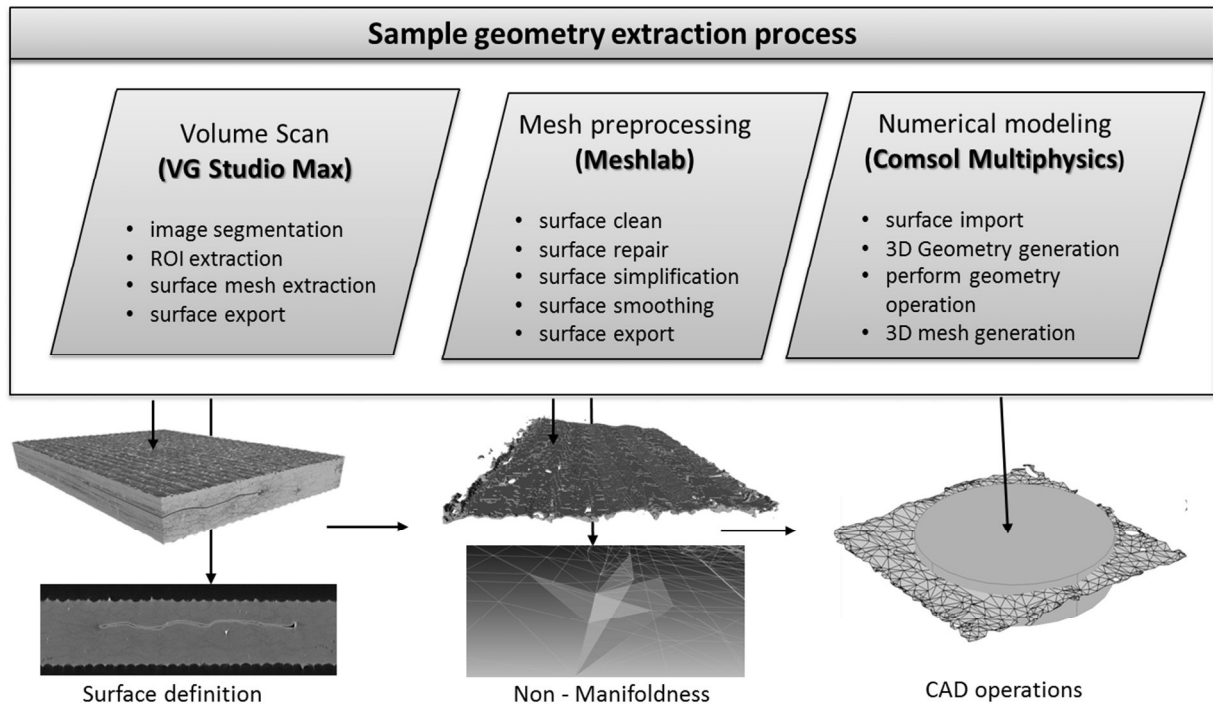 Sample geometry extraction process
Volume Scan
(VG Studio Max)
• image segmentation
• ROI extraction
• surface mesh extraction
• surface export
Mesh preprocessing
(Meshlab)
• surface clean
• surface repair
• surface simplification
• surface smoothing
• surface export
Numerical modeling
(Comsol Multiphysics)
• surface import
• 3D Geometry generation
• perform geometry
operation
• 3D mesh generation
Surface definition
Non - Manifoldness
CAD operations